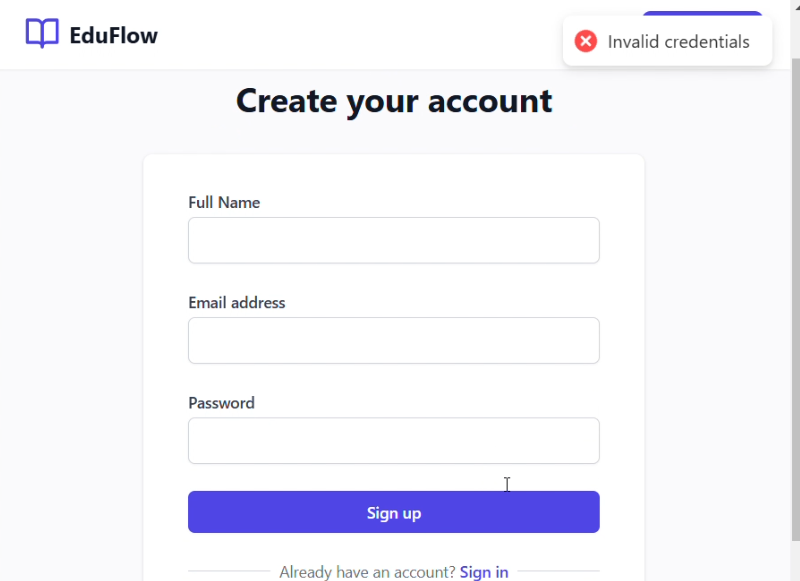 EduFlow
Invalid credentials
Create your account
Full Name
Email address
Password
Sign up
Already have an account? Sign in